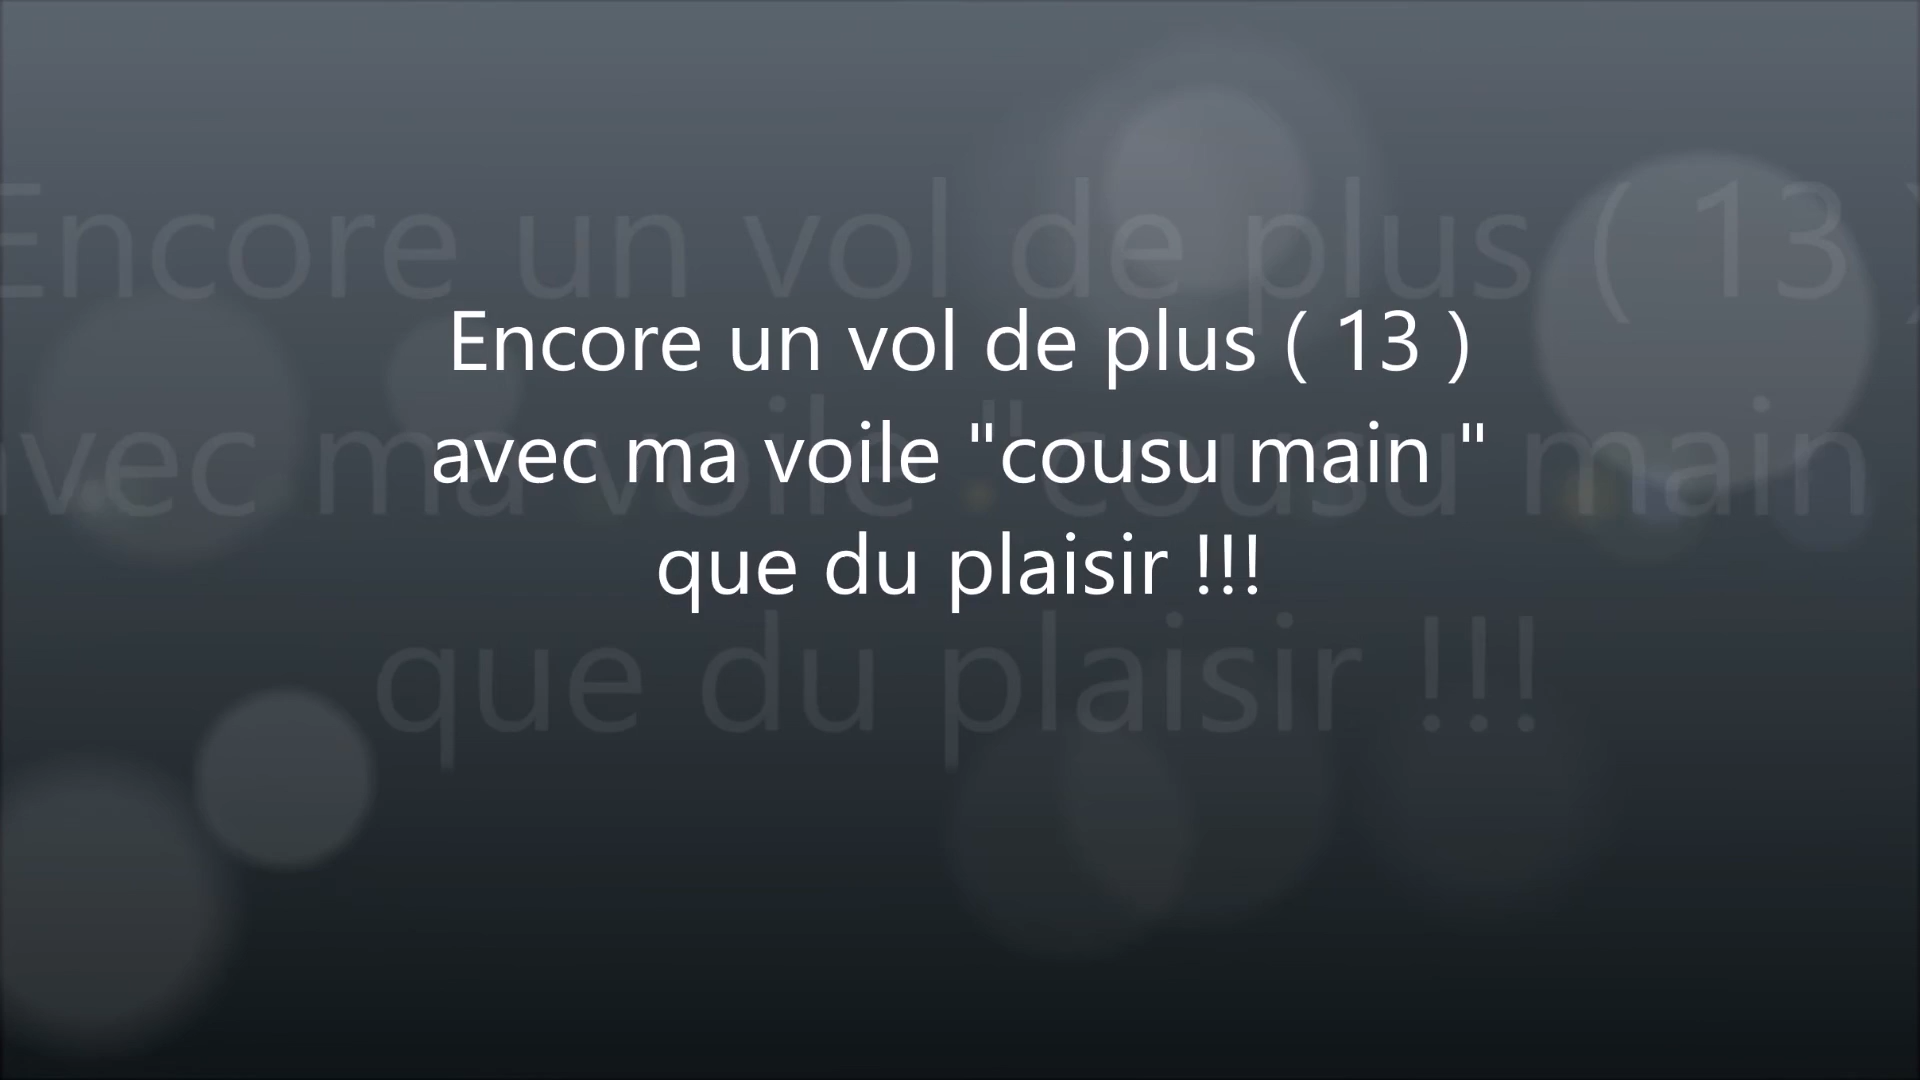 Encore un vol de plus ( 13 )
avec ma voile "cousu main "
que du plaisir !!!